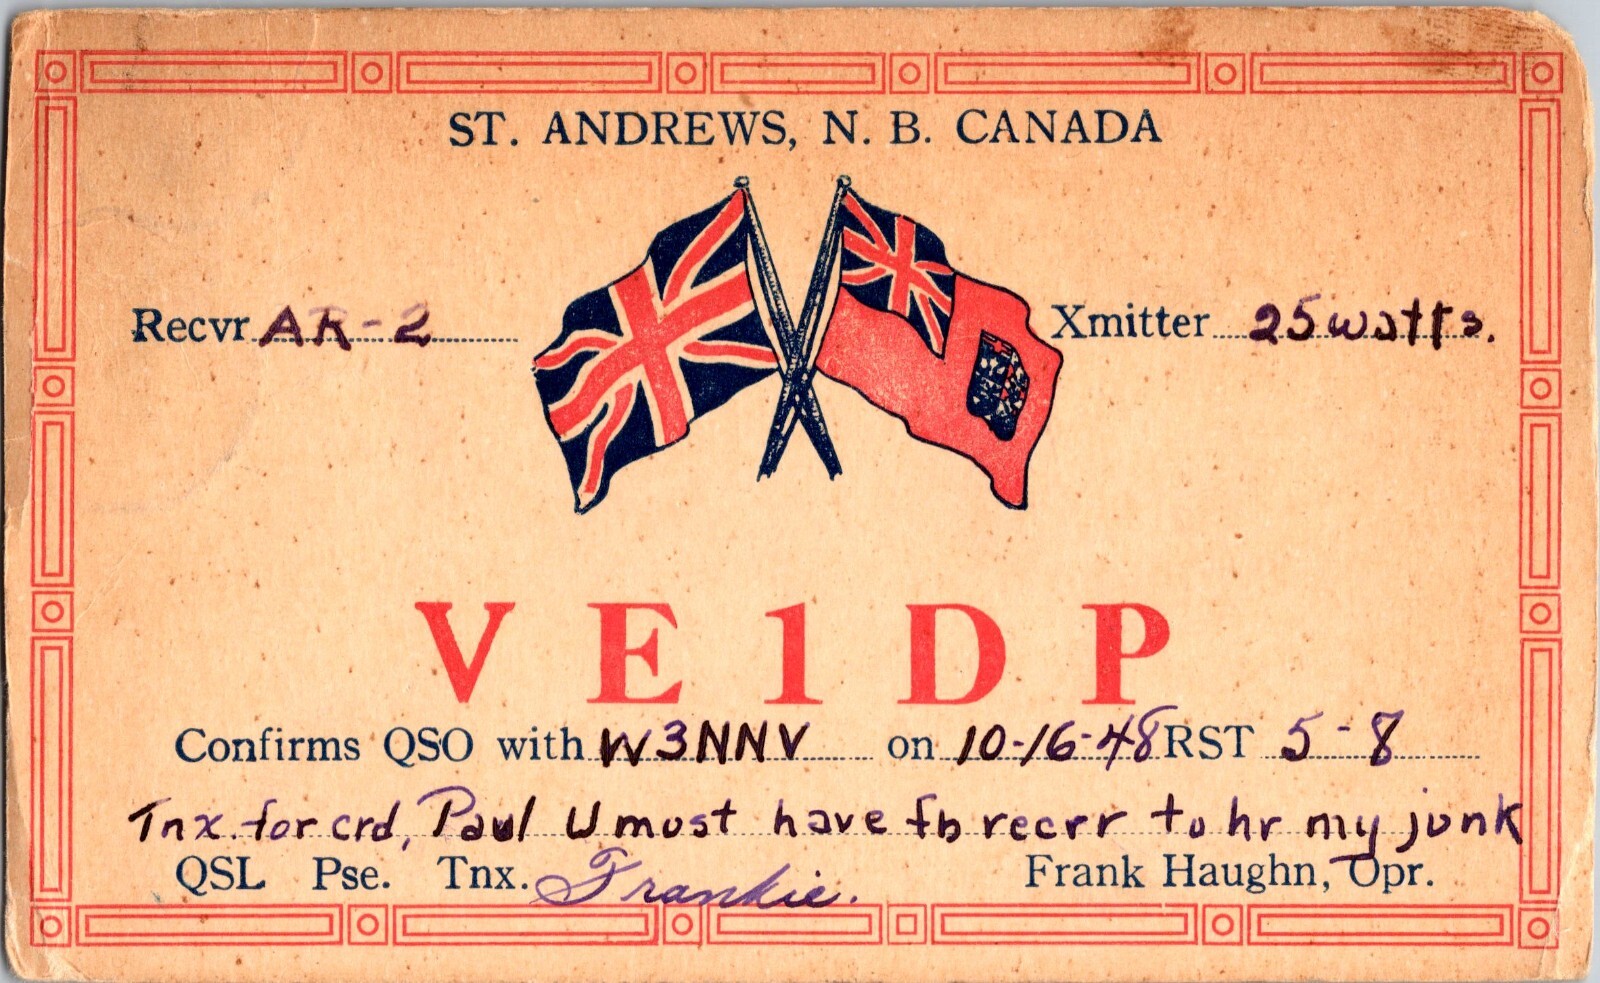 ST. ANDREWS, N. B. CANADA
Recvr AR-2 Xmitter 25 watts.
VE1DP
Confirms QSO with W3NNV on 10-16-48 RST 5-8
Tnx. for crd, Paul U must have fb recrr to hr my junk
QSL Pse. Tnx. Frankie. Frank Haughn, Opr.